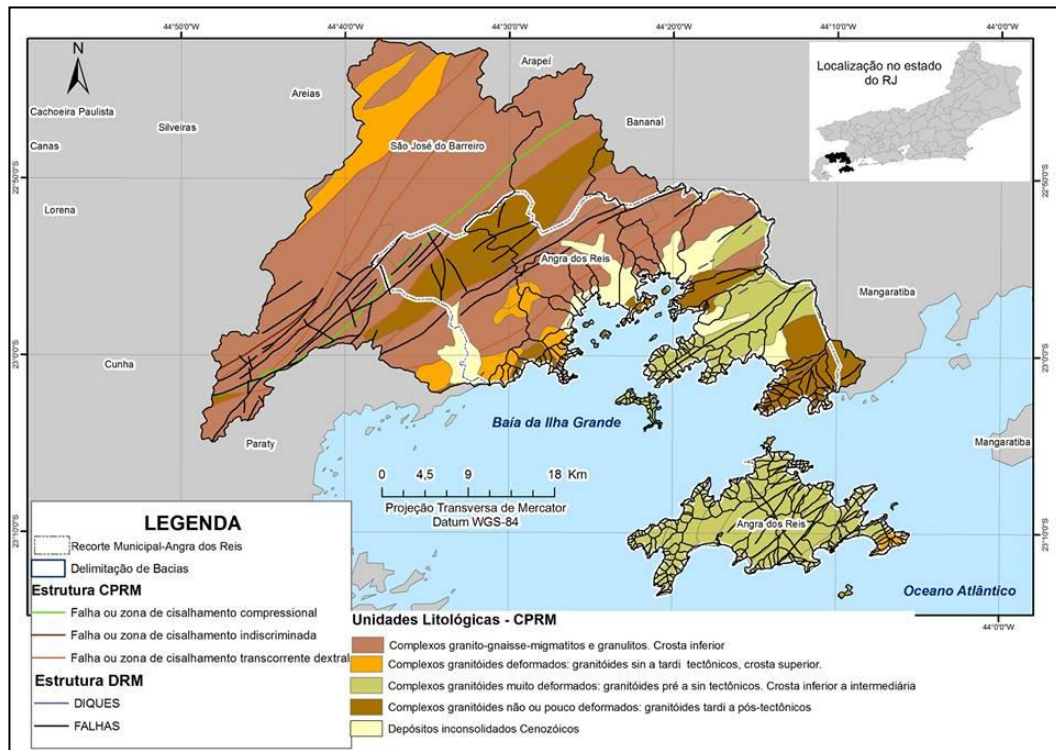 44°50'0"W
44°40'0"W
44°30'0"W
44°20'0"W
44°10'0"W
N
Arapeí
Areias
Bananal
Cachoeira Paulista
Silveiras
Canas
São José do Barreiro
Lorena
Localização no estado
do RJ
22°50'0"S
22°50'0"S
Angra dos Reis
Mangaratiba
Cunha
23°0'0"S
23°0'0"S
Paraty
Baía da Ilha Grande
Mangaratiba
0 4,5 9 18 Km
Projeção Transversa de Mercator
Datum WGS-84
Angra dos Reis
23°10'0"S
23°10'0"S
Oceano Atlântico
44°0'0"W
LEGENDA
Recorte Municipal-Angra dos Reis
Delimitação de Bacias
Estrutura CPRM
Falha ou zona de cisalhamento compressional
Falha ou zona de cisalhamento indiscriminada
Falha ou zona de cisalhamento transcorrente dextral
Estrutura DRM
DIQUES
FALHAS
Unidades Litológicas - CPRM
Complexos granito-gnaisse-migmatitos e granulitos. Crosta inferior
Complexos granitóides deformados: granitóides sin a tardi tectônicos, crosta superior.
Complexos granitóides muito deformados: granitóides pré a sin tectônicos. Crosta inferior a intermediária
Complexos granitóides não ou pouco deformados: granitóides tardi a pós-tectônicos
Depósitos inconsolidados Cenozóicos